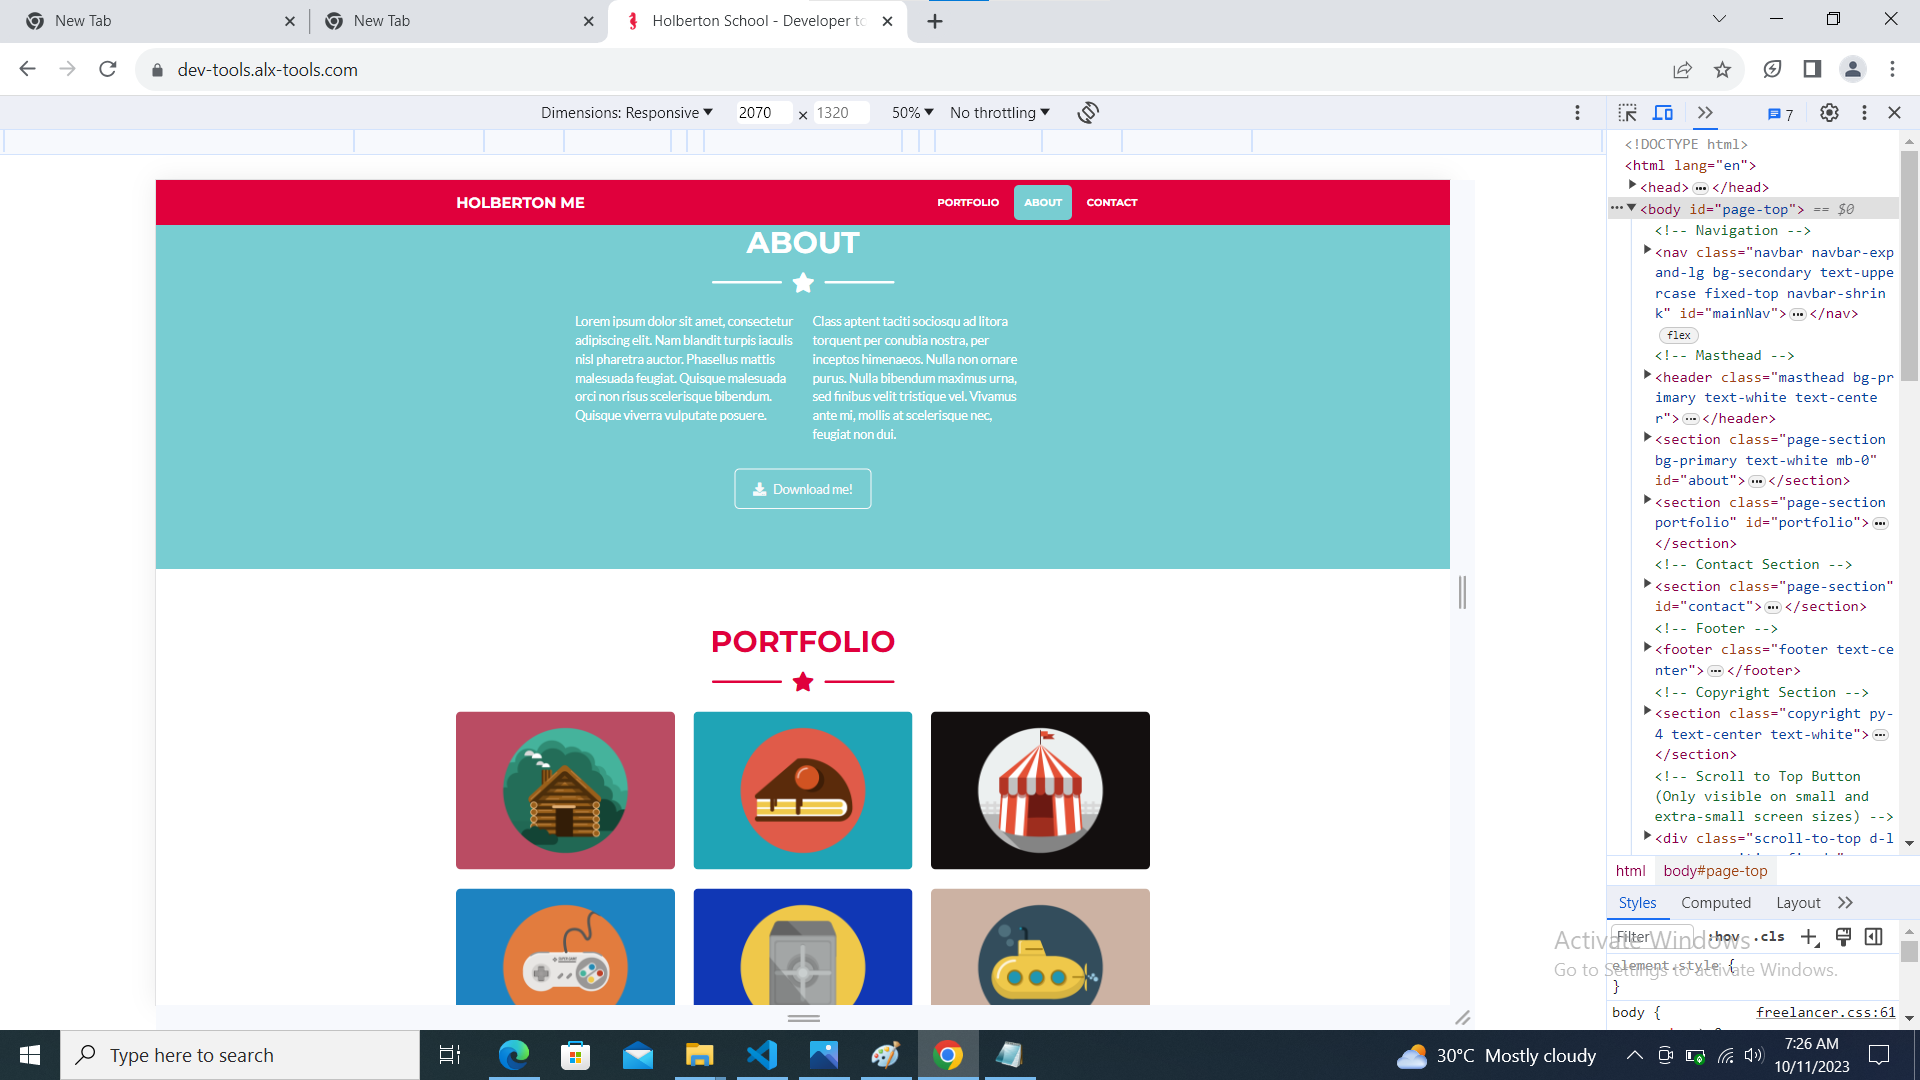 New Tab
New Tab
Holberton School - Developer to
dev-tools.alx-tools.com
Dimensions: Responsive
2070
×
1320
50%
No throttling
7
HOLBERTON ME
PORTFOLIO
ABOUT
CONTACT
ABOUT
Lorem ipsum dolor sit amet, consectetur
adipiscing elit. Nam blandit turpis iaculis
nisl pharetra auctor. Phasellus mattis
malesuada feugiat. Quisque malesuada
orci non risus scelerisque bibendum.
Quisque viverra vulputate posuere.
Class aptent taciti sociosqu ad litora
torquent per conubia nostra, per
inceptos himenaeos. Nulla non ornare
purus. Nulla bibendum maximus urna,
sed finibus velit tristique vel. Vivamus
ante mi, mollis at scelerisque nec,
feugiat non dui.
Download me!
PORTFOLIO
<!DOCTYPE html>
<html lang="en">
<head>…</head>
<body id="page-top"> == $0
<!-- Navigation -->
<nav class="navbar navbar-exp
and-lg bg-secondary text-uppe
rcase fixed-top navbar-shrin
k" id="mainNav">…</nav>
flex
<!-- Masthead -->
<header class="masthead bg-pr
imary text-white text-cente
r">…</header>
<section class="page-section
bg-primary text-white mb-0"
id="about">…</section>
<section class="page-section
portfolio" id="portfolio">…
</section>
<!-- Contact Section -->
<section class="page-section"
id="contact">…</section>
<!-- Footer -->
<footer class="footer text-ce
nter">…</footer>
<!-- Copyright Section -->
<section class="copyright py-
4 text-center text-white">…
</section>
<!-- Scroll to Top Button
(Only visible on small and
extra-small screen sizes) -->
<div class="scroll-to-top d-l
html
body#page-top
Styles
Computed
Layout
Filter
:hov
.cls
element.style {
}
body {
freelancer.css:61
Activate Windows
Go to Settings to activate Windows.
Type here to search
30°C Mostly cloudy
7:26 AM
10/11/2023